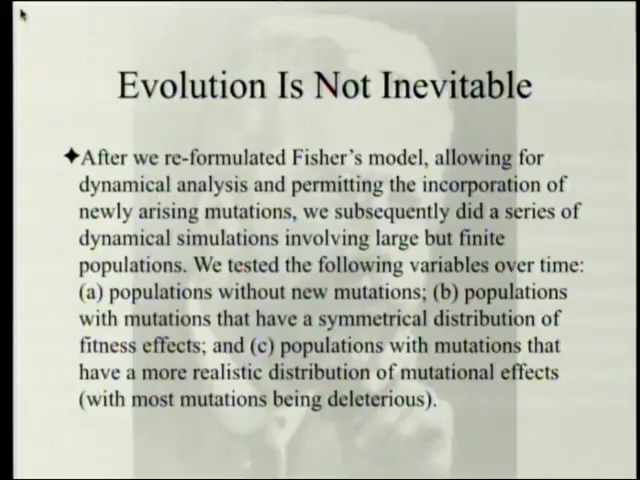 Evolution Is Not Inevitable
✦After we re-formulated Fisher's model, allowing for
dynamical analysis and permitting the incorporation of
newly arising mutations, we subsequently did a series of
dynamical simulations involving large but finite
populations. We tested the following variables over time:
(a) populations without new mutations; (b) populations
with mutations that have a symmetrical distribution of
fitness effects; and (c) populations with mutations that
have a more realistic distribution of mutational effects
(with most mutations being deleterious).